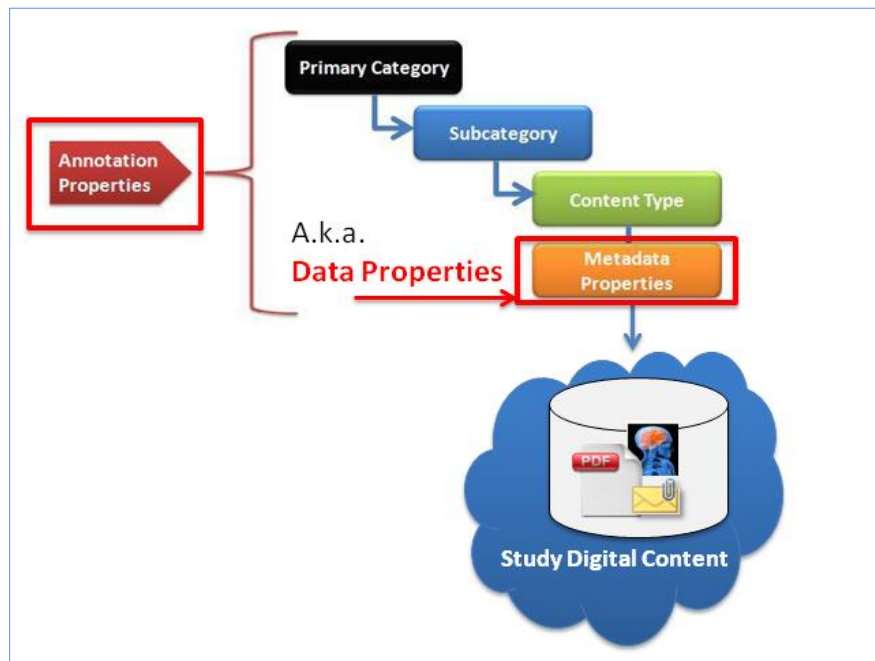 Primary Category
Subcategory
Annotation
Properties
Content Type
A.k.a.
Data Properties
Metadata
Properties
PDF
Study Digital Content